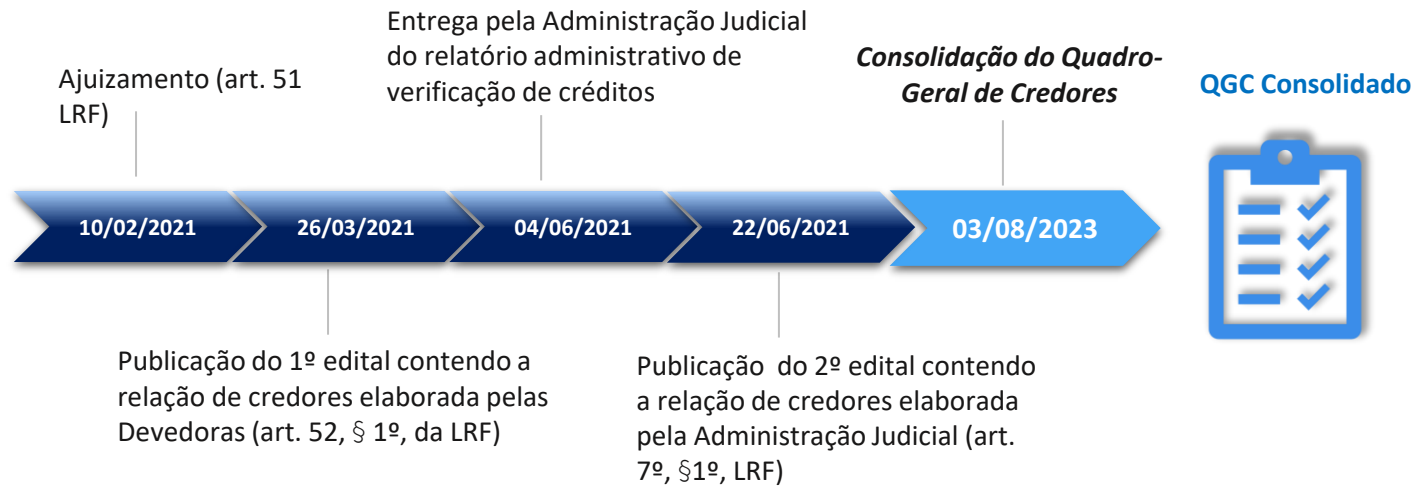 Ajuizamento (art. 51
LRF)
Entrega pela Administração Judicial
do relatório administrativo de
verificação de créditos
Consolidação do Quadro-
Geral de Credores
QGC Consolidado
10/02/2021
26/03/2021
04/06/2021
22/06/2021
03/08/2023
Publicação do 1º edital contendo a
relação de credores elaborada pelas
Devedoras (art. 52, § 1º, da LRF)
Publicação  do 2º edital contendo
a relação de credores elaborada
pela Administração Judicial (art.
7º, §1º, LRF)